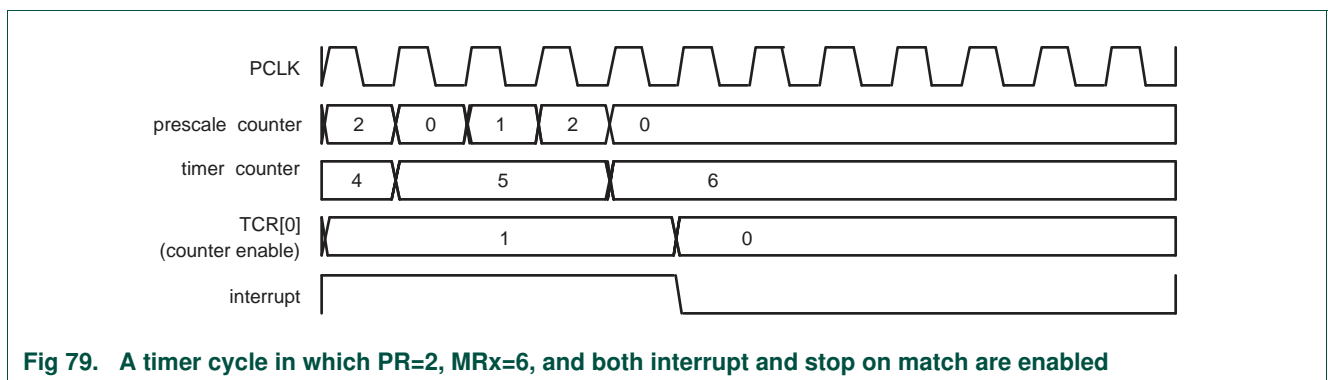 PCLK
prescale counter 2 0 1 2 0
timer counter 4 5 6
TCR[0]
(counter enable) 1 0
interrupt
Fig 79. A timer cycle in which PR=2, MRx=6, and both interrupt and stop on match are enabled